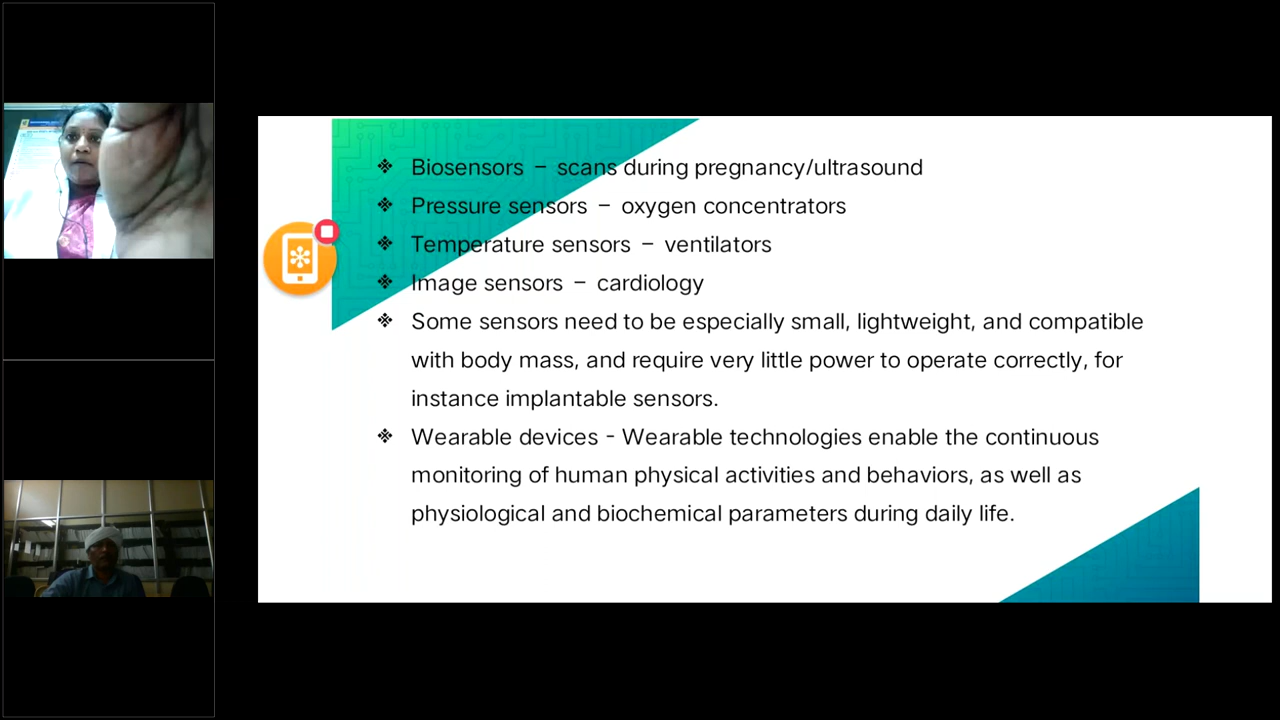 ❖ Biosensors – scans during pregnancy/ultrasound
❖ Pressure sensors – oxygen concentrators
❖ Temperature sensors – ventilators
❖ Image sensors – cardiology
❖ Some sensors need to be especially small, lightweight, and compatible
with body mass, and require very little power to operate correctly, for
instance implantable sensors.
❖ Wearable devices - Wearable technologies enable the continuous
monitoring of human physical activities and behaviors, as well as
physiological and biochemical parameters during daily life.